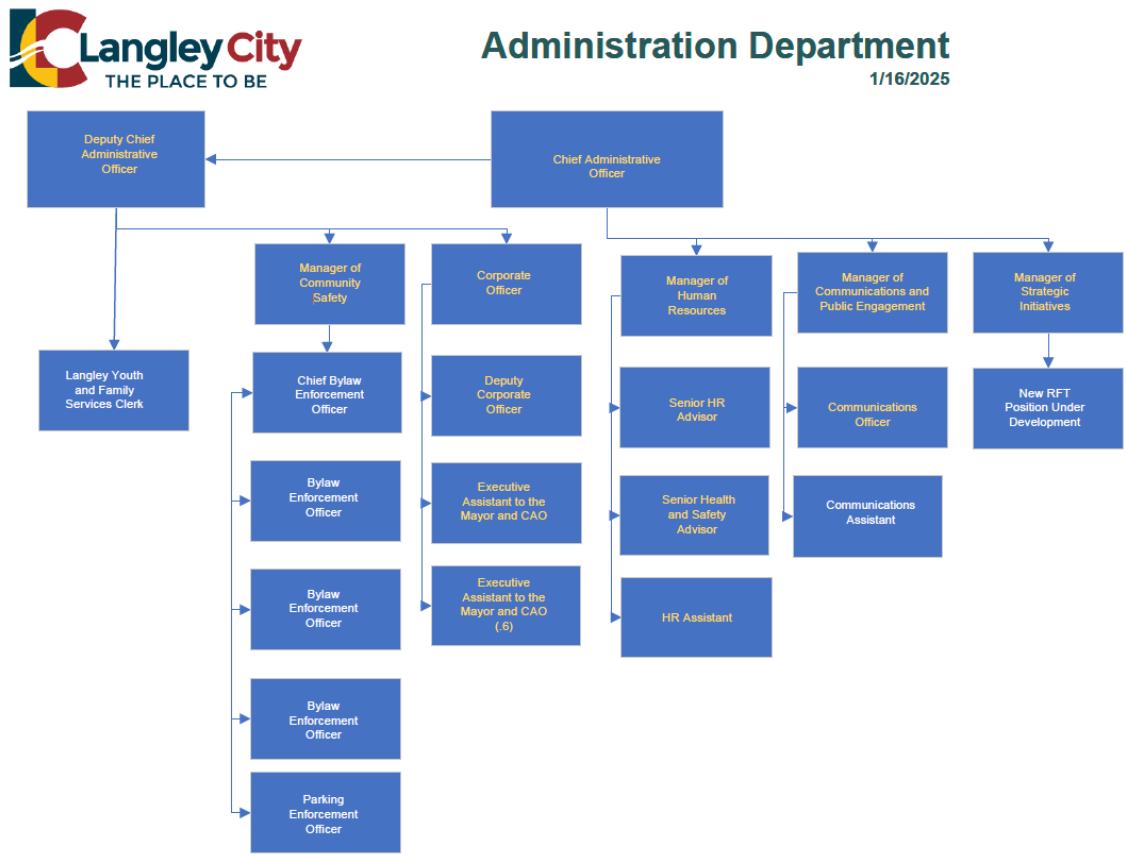 Langley City
THE PLACE TO BE
Administration Department
1/16/2025
Deputy Chief
Administrative
Officer
Chief Administrative
Officer
Manager of
Community
Safety
Corporate
Officer
Manager of
Human
Resources
Manager of
Communications and
Public Engagement
Manager of
Strategic
Initiatives
Langley Youth
and Family
Services Clerk
Chief Bylaw
Enforcement
Officer
Deputy
Corporate
Officer
Senior HR
Advisor
Communications
Officer
New RFT
Position Under
Development
Bylaw
Enforcement
Officer
Executive
Assistant to the
Mayor and CAO
Senior Health
and Safety
Advisor
Communications
Assistant
Bylaw
Enforcement
Officer
Executive
Assistant to the
Mayor and CAO
(.6)
HR Assistant
Bylaw
Enforcement
Officer
Parking
Enforcement
Officer